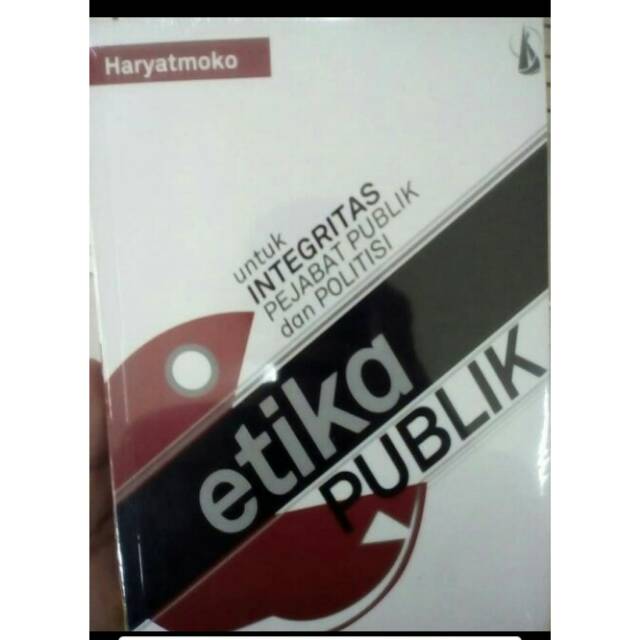 Haryatmoko
untuk
INTEGRITAS
PEJABAT PUBLIK
dan POLITISI
etika
PUBLIK